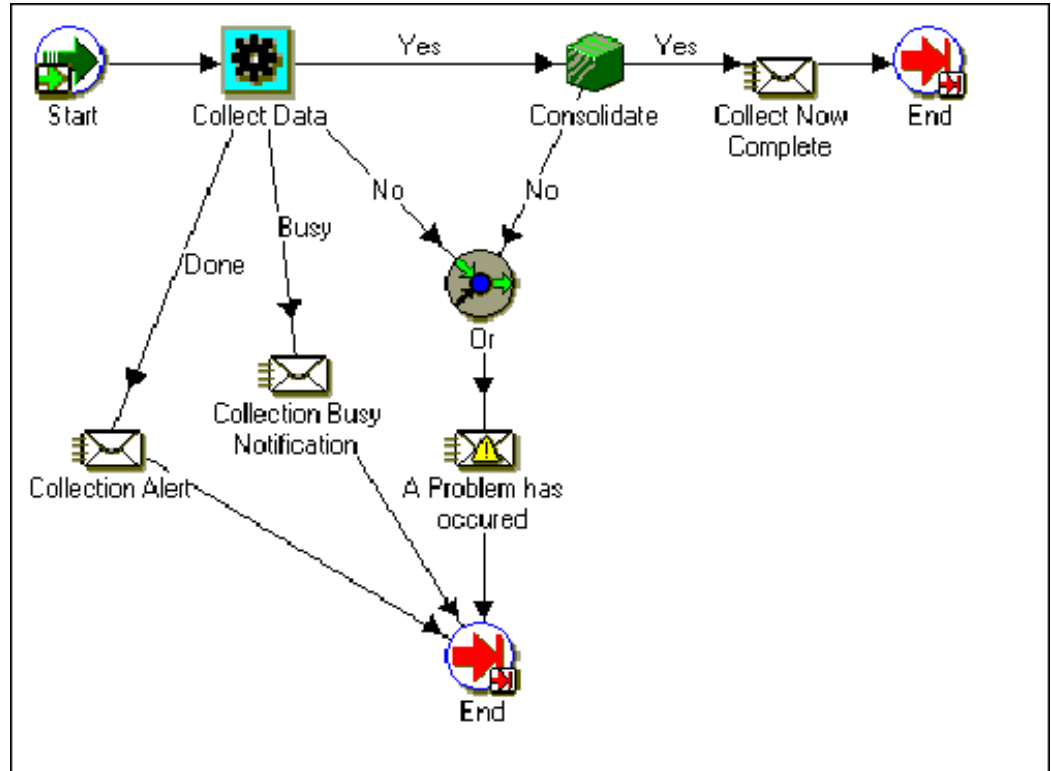 Yes
Yes
Start
Collect Data
Consolidate
Collect Now
Complete
End
No
No
Busy
Done
Or
Collection Busy
Notification
Collection Alert
A Problem has
occured
End